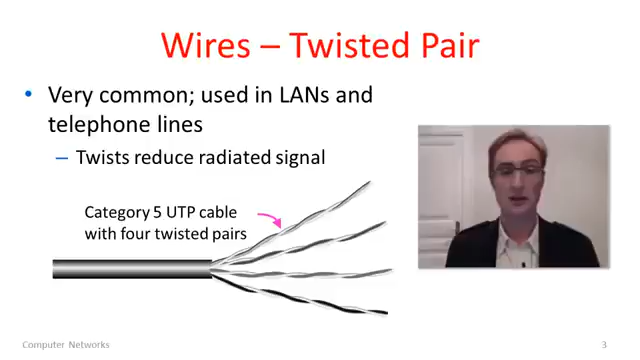 Wires – Twisted Pair
• Very common; used in LANs and
telephone lines
– Twists reduce radiated signal
Category 5 UTP cable
with four twisted pairs
Computer Networks
3